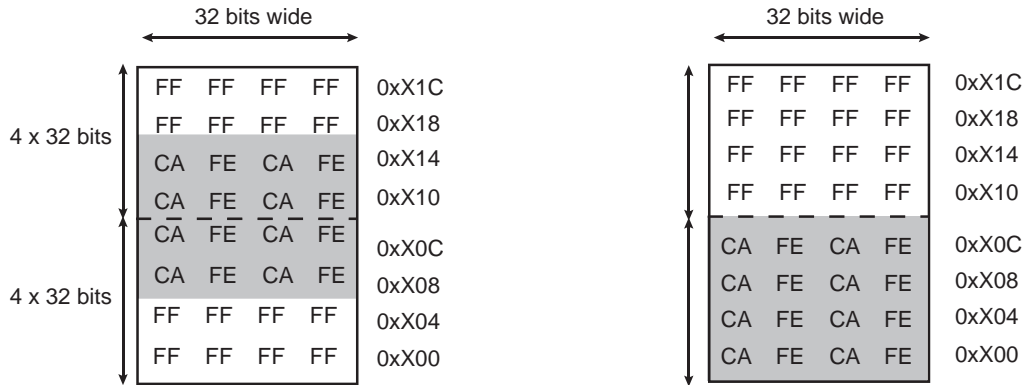 32 bits wide
FF FF FF FF 0xX1C
FF FF FF FF 0xX18
4 x 32 bits
CA FE CA FE 0xX14
CA FE CA FE 0xX10
CA FE CA FE 0xX0C
CA FE CA FE 0xX08
4 x 32 bits
FF FF FF FF 0xX04
FF FF FF FF 0xX00
32 bits wide
FF FF FF FF 0xX1C
FF FF FF FF 0xX18
FF FF FF FF 0xX14
FF FF FF FF 0xX10
CA FE CA FE 0xX0C
CA FE CA FE 0xX08
CA FE CA FE 0xX04
CA FE CA FE 0xX00